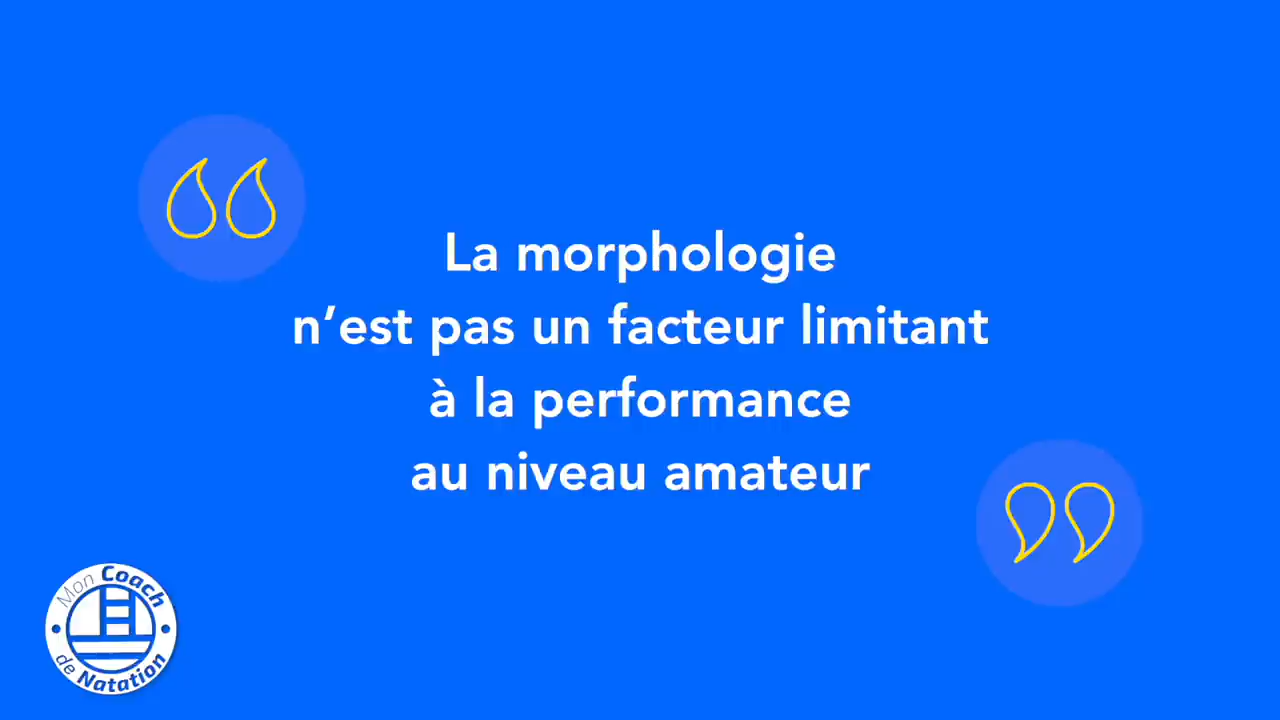 La morphologie
n’est pas un facteur limitant
à la performance
au niveau amateur
Mon Coach
de Natation